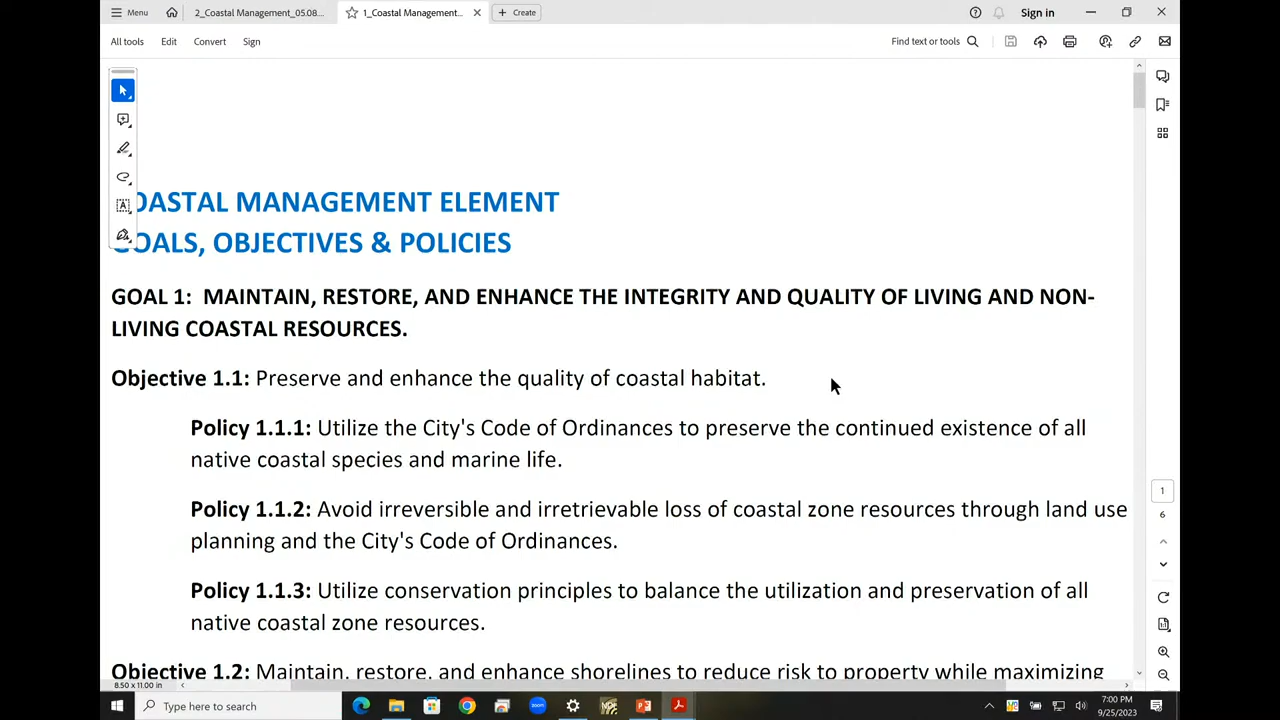 Menu
2_Coastal Management_05.08...
1_Coastal Management...
Create
Sign in
All tools
Edit
Convert
Sign
Find text or tools
OASTAL MANAGEMENT ELEMENT
OALS, OBJECTIVES & POLICIES
GOAL 1: MAINTAIN, RESTORE, AND ENHANCE THE INTEGRITY AND QUALITY OF LIVING AND NON-
LIVING COASTAL RESOURCES.
Objective 1.1: Preserve and enhance the quality of coastal habitat.
Policy 1.1.1: Utilize the City's Code of Ordinances to preserve the continued existence of all
native coastal species and marine life.
Policy 1.1.2: Avoid irreversible and irretrievable loss of coastal zone resources through land use
planning and the City's Code of Ordinances.
Policy 1.1.3: Utilize conservation principles to balance the utilization and preservation of all
native coastal zone resources.
Objective 1.2: Maintain, restore, and enhance shorelines to reduce risk to property while maximizing
1
6
8.50 x 11.00 in
Type here to search
zoom
7:00 PM
9/25/2023